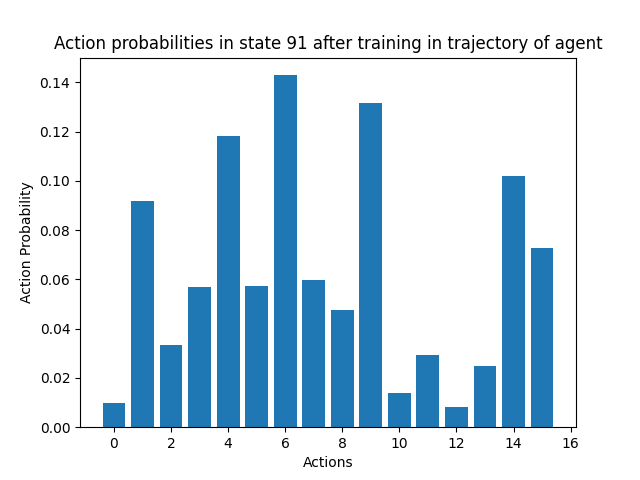 Action probabilities in state 91 after training in trajectory of agent
0.14
0.12
0.10
0.08
0.06
0.04
0.02
0.00
Action Probability
0 2 4 6 8 10 12 14 16
Actions